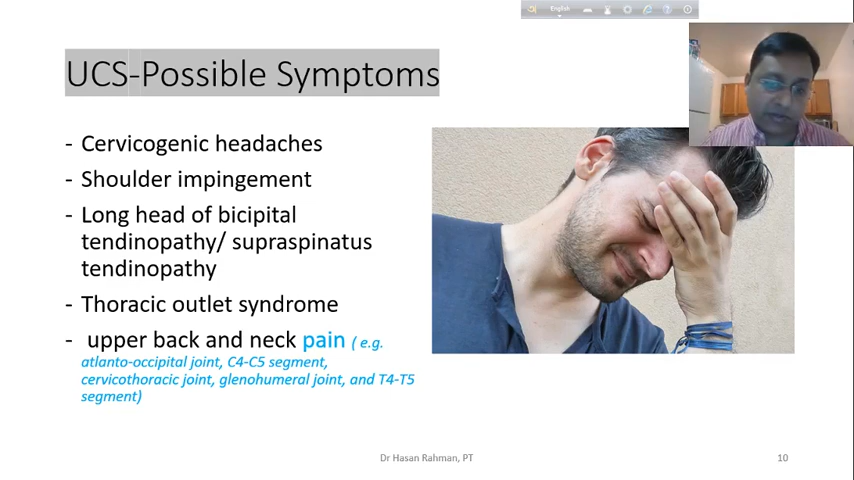 English
UCS-Possible Symptoms
- Cervicogenic headaches
- Shoulder impingement
- Long head of bicipital
tendinopathy/ supraspinatus
tendinopathy
- Thoracic outlet syndrome
- upper back and neck pain ( e.g.
atlanto-occipital joint, C4-C5 segment,
cervicothoracic joint, glenohumeral joint, and T4-T5
segment)
Dr Hasan Rahman, PT
10